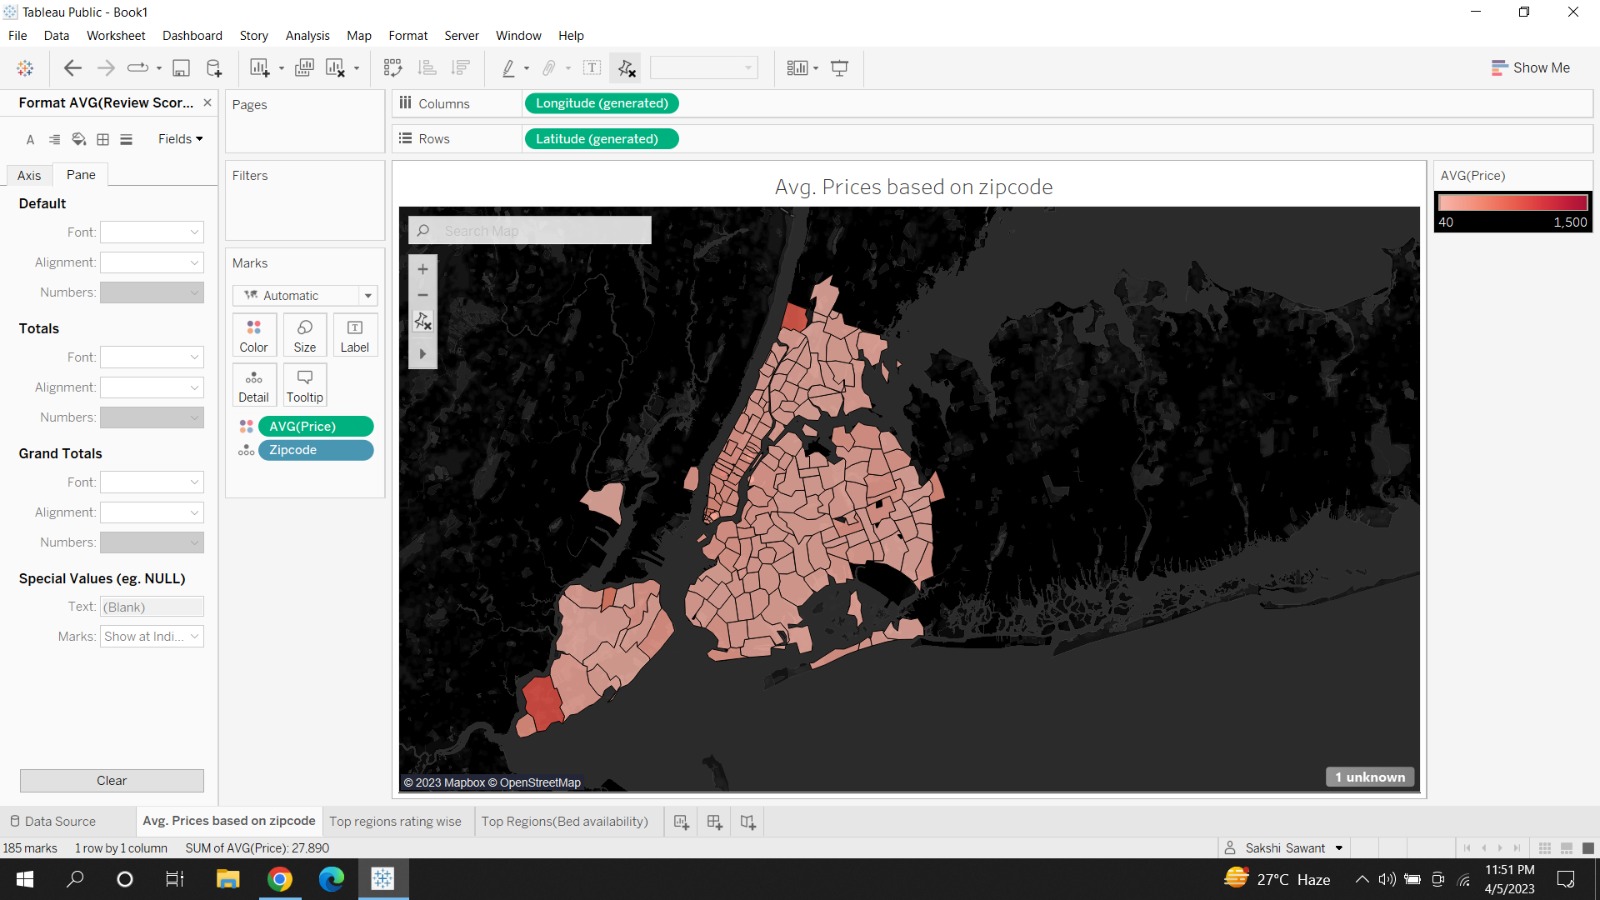 Tableau Public - Book1
File Data Worksheet Dashboard Story Analysis Map Format Server Window Help
Show Me
Format AVG(Review Scor...
Fields
Axis Pane
Default
Font:
Alignment:
Numbers:
Totals
Font:
Alignment:
Numbers:
Grand Totals
Font:
Alignment:
Numbers:
Special Values (eg. NULL)
Text: (Blank)
Marks: Show at Indi...
Clear
Pages
Filters
Marks
Automatic
Color Size Label
Detail Tooltip
AVG(Price)
Zipcode
Columns Longitude (generated)
Rows Latitude (generated)
Avg. Prices based on zipcode
Search Map
© 2023 Mapbox © OpenStreetMap
1 unknown
AVG(Price)
40 1,500
Data Source Avg. Prices based on zipcode Top regions rating wise Top Regions(Bed availability)
185 marks 1 row by 1 column SUM of AVG(Price): 27,890
Sakshi Sawant
27°C Haze
11:51 PM
4/5/2023